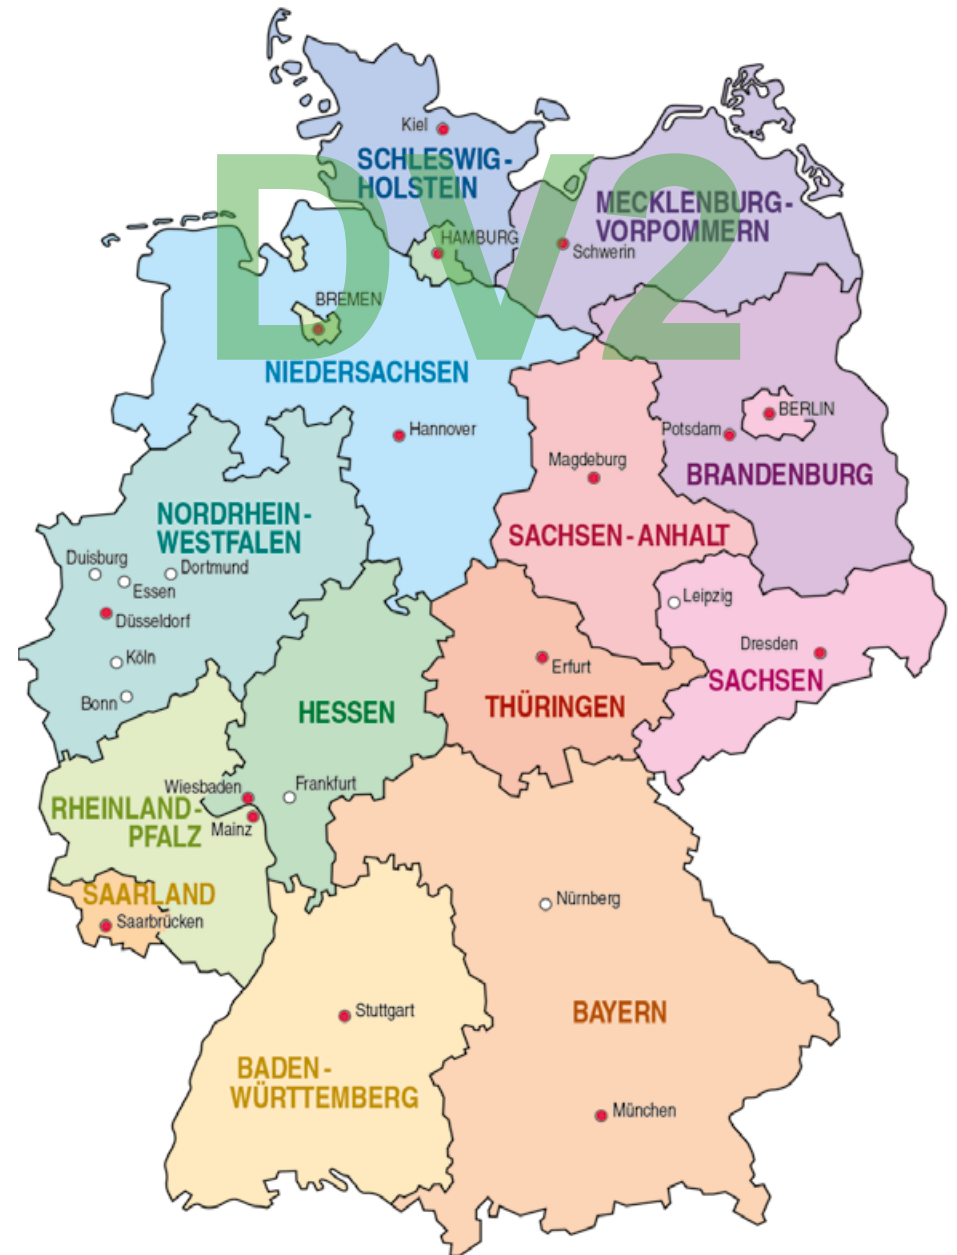 Kiel
SCHLESWIG-
HOLSTEIN
DV2
MECKLENBURG-
VORPOMMERN
HAMBURG
Schwerin
BREMEN
NIEDERSACHSEN
Hannover
BERLIN
Potsdam
Magdeburg
BRANDENBURG
NORDRHEIN-
WESTFALEN
SACHSEN-ANHALT
Duisburg
Dortmund
Essen
Düsseldorf
Leipzig
Köln
Dresden
Erfurt
SACHSEN
Bonn
HESSEN
THÜRINGEN
Wiesbaden
Frankfurt
RHEINLAND-
PFALZ
Mainz
SAARLAND
Saarbrücken
Nürnberg
Stuttgart
BAYERN
BADEN-
WÜRTTEMBERG
München